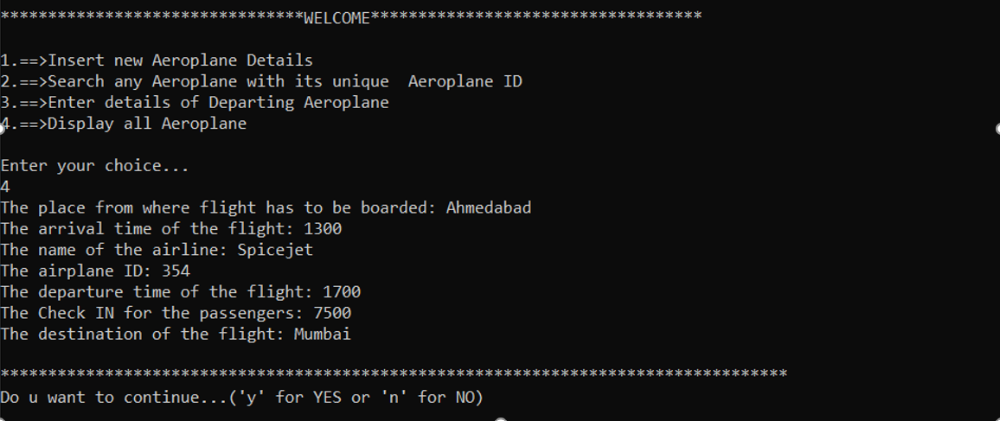 ********************************WELCOME***********************************
1.==>Insert new Aeroplane Details
2.==>Search any Aeroplane with its unique  Aeroplane ID
3.==>Enter details of Departing Aeroplane
4.==>Display all Aeroplane
Enter your choice...
4
The place from where flight has to be boarded: Ahmedabad
The arrival time of the flight: 1300
The name of the airline: Spicejet
The airplane ID: 354
The departure time of the flight: 1700
The Check IN for the passengers: 7500
The destination of the flight: Mumbai
***********************************************************************************
Do u want to continue...('y' for YES or 'n' for NO)